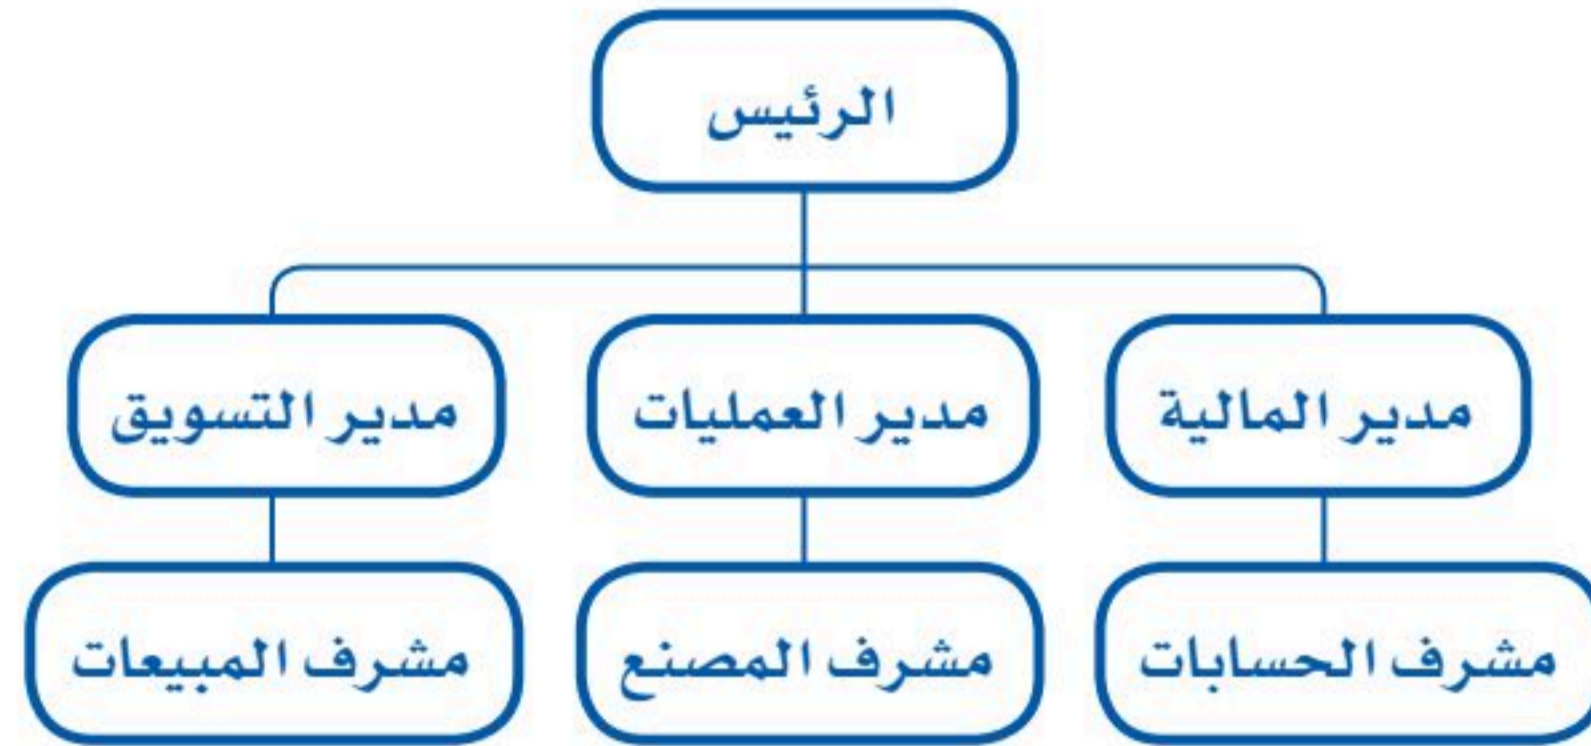 الرئيس
مدير المالية
مدير العمليات
مدير التسويق
مشرف الحسابات
مشرف المصنع
مشرف المبيعات